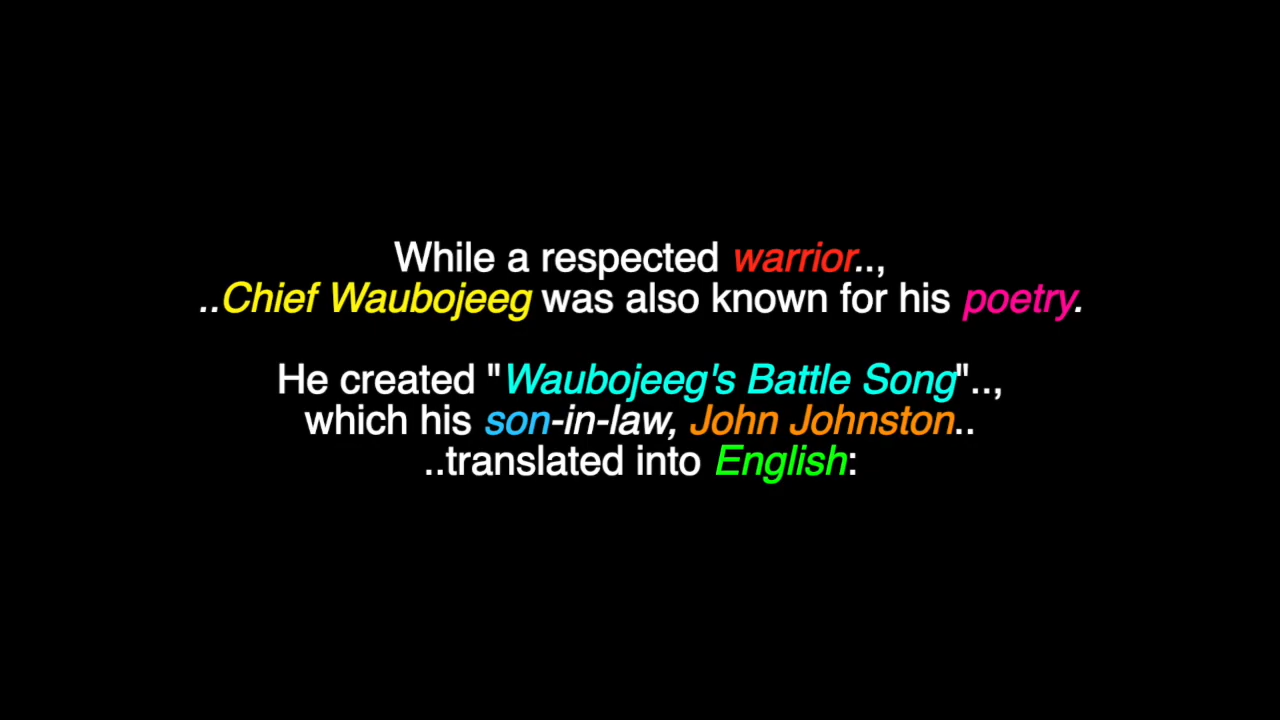 While a respected warrior..,
..Chief Waubojeeg was also known for his poetry.
He created "Waubojeeg's Battle Song"..,
which his son-in-law, John Johnston..
..translated into English: